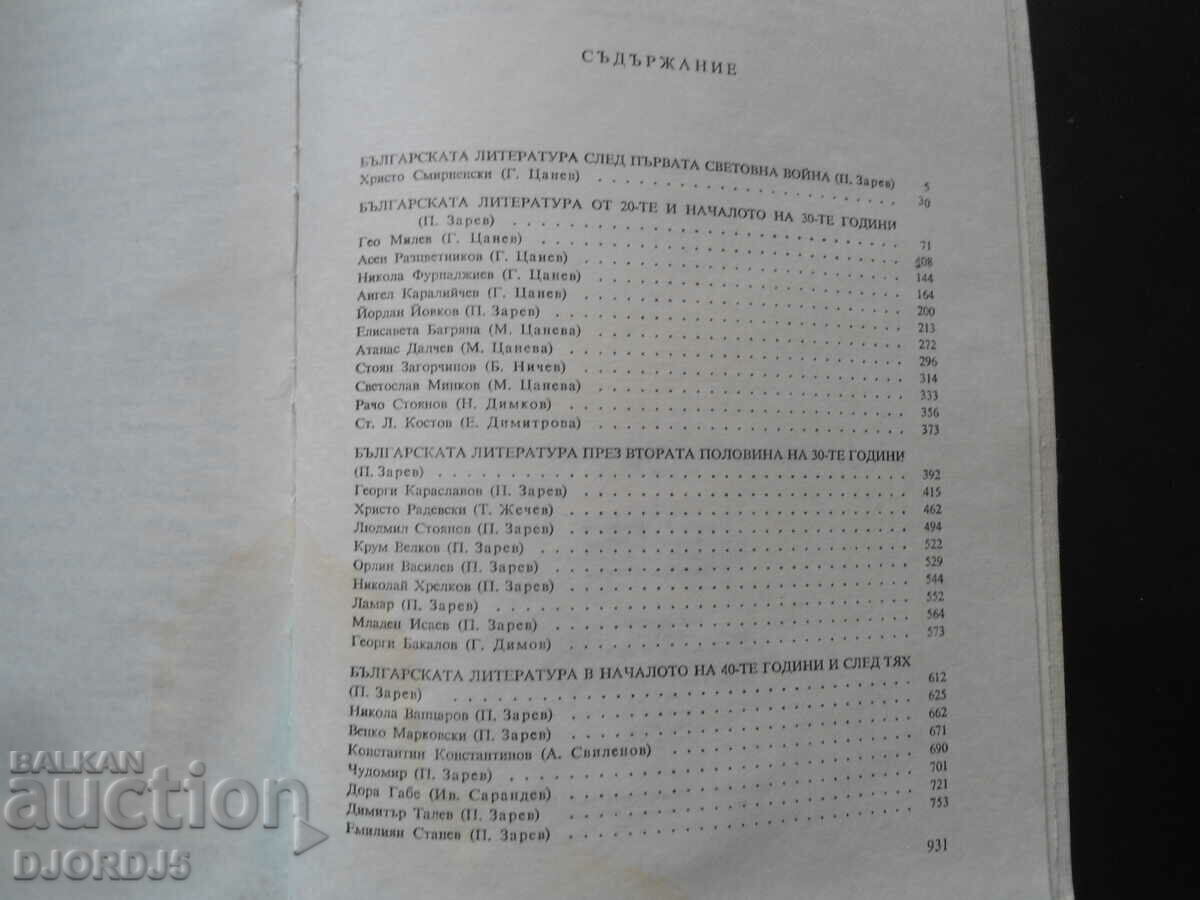 СЪДЪРЖАНИЕ
БЪЛГАРСКАТА ЛИТЕРАТУРА СЛЕД ПЪРВАТА СВЕТОВНА ВОЙНА (П. Зарев) 5
Христо Смирненски (Г. Цанев) 30
БЪЛГАРСКАТА ЛИТЕРАТУРА ОТ 20-ТЕ И НАЧАЛОТО НА 30-ТЕ ГОДИНИ
(П. Зарев) 71
Гео Милев (Г. Цанев) 108
Асен Разцветников (Г. Цанев) 144
Никола Фурнаджиев (Г. Цанев) 164
Ангел Каралийчев (Г. Цанев) 200
Йордан Йовков (П. Зарев) 213
Елисавета Багряна (М. Цанева) 272
Атанас Далчев (М. Цанева) 296
Стоян Загорчинов (Б. Ничев) 314
Светослав Минков (М. Цанева) 333
Рачо Стоянов (Н. Димков) 356
Ст. Л. Костов (Е. Димитрова) 373
БЪЛГАРСКАТА ЛИТЕРАТУРА ПРЕЗ ВТОРАТА ПОЛОВИНА НА 30-ТЕ ГОДИНИ
(П. Зарев) 392
Георги Караславов (П. Зарев) 415
Христо Радевски (Т. Жечев) 462
Людмил Стоянов (П. Зарев) 494
Крум Велков (П. Зарев) 522
Орлин Василев (П. Зарев) 529
Николай Хрелков (П. Зарев) 544
Ламар (П. Зарев) 552
Младен Исаев (П. Зарев) 564
Георги Бакалов (Г. Димов) 573
БЪЛГАРСКАТА ЛИТЕРАТУРА В НАЧАЛОТО НА 40-ТЕ ГОДИНИ И СЛЕД ТЯХ
(П. Зарев) 612
Никола Вапцаров (П. Зарев) 625
Венко Марковски (П. Зарев) 662
Константин Константинов (А. Свиленов) 671
Чудомир (П. Зарев) 690
Дора Габе (Ив. Сарандев) 701
Димитър Талев (П. Зарев) 721
Емилиян Станев (П. Зарев) 753
931
BALKAN
auction
DJORDJ5